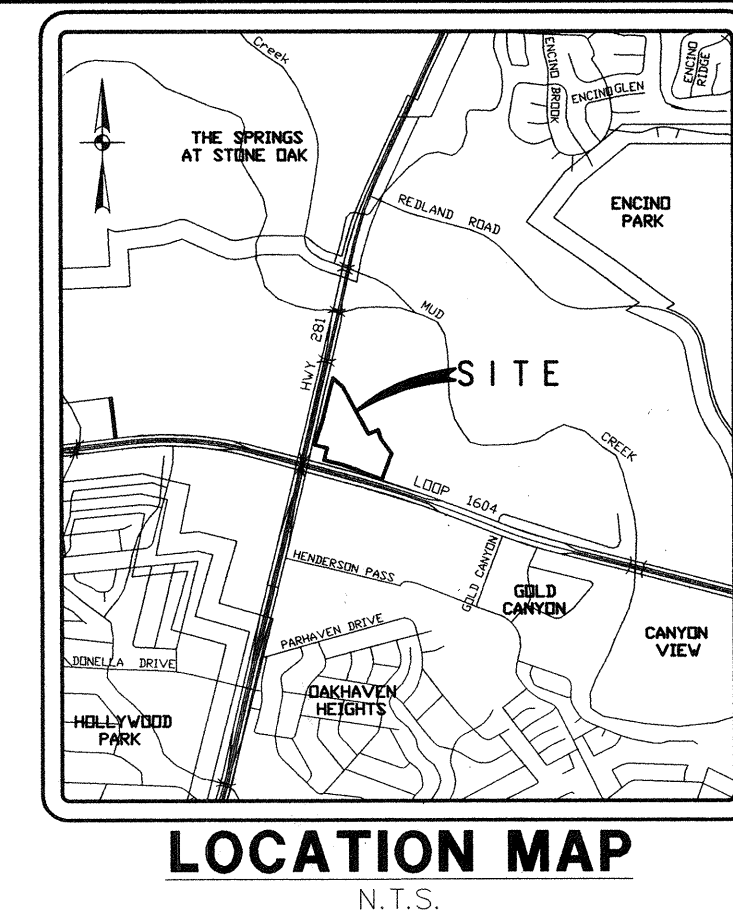 Creek
THE SPRINGS
AT STONE OAK
ENCINO
BROOK
ENCINO GLEN
ENCINO
RIDGE
REDLAND ROAD
ENCINO
PARK
MUD
HWY 281
SITE
CREEK
LOOP 1604
HENDERSON PASS
GOLD CANYON
GOLD
CANYON
CANYON
VIEW
PARHAVEN DRIVE
DONELLA DRIVE
OAKHAVEN
HEIGHTS
HOLLYWOOD
PARK
LOCATION MAP
N.T.S.